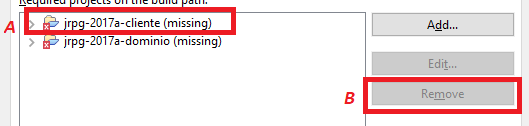 Required projects on the build path:
A
jrpg-2017a-cliente (missing)
jrpg-2017a-dominio (missing)
Add...
Edit...
B
Remove